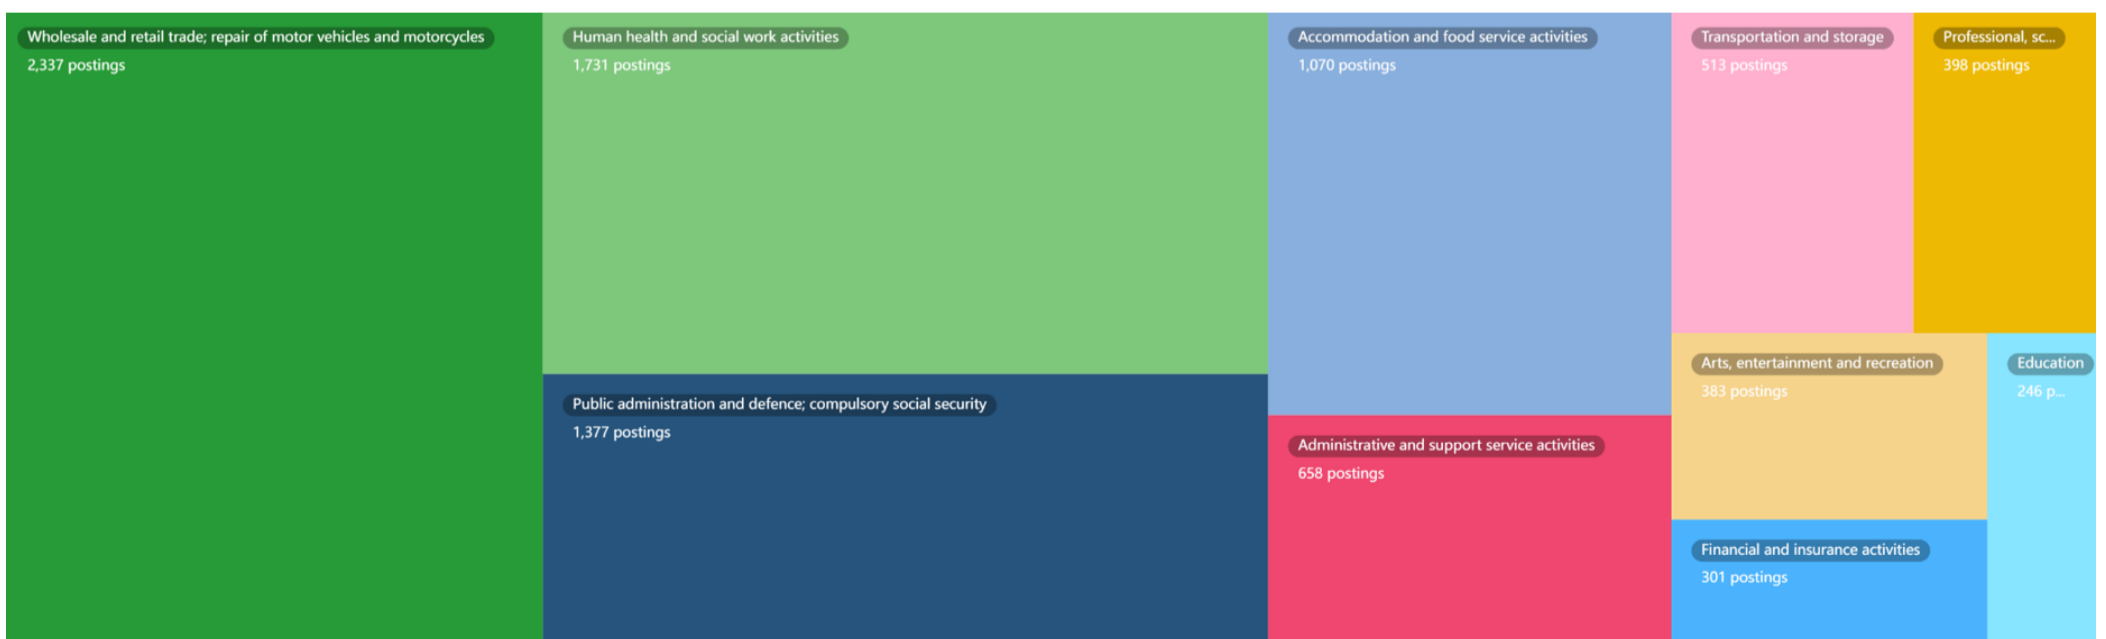 Wholesale and retail trade; repair of motor vehicles and motorcycles
2,337 postings
Human health and social work activities
1,731 postings
Public administration and defence; compulsory social security
1,377 postings
Accommodation and food service activities
1,070 postings
Administrative and support service activities
658 postings
Transportation and storage
513 postings
Professional, sc...
398 postings
Arts, entertainment and recreation
383 postings
Education
246 p...
Financial and insurance activities
301 postings